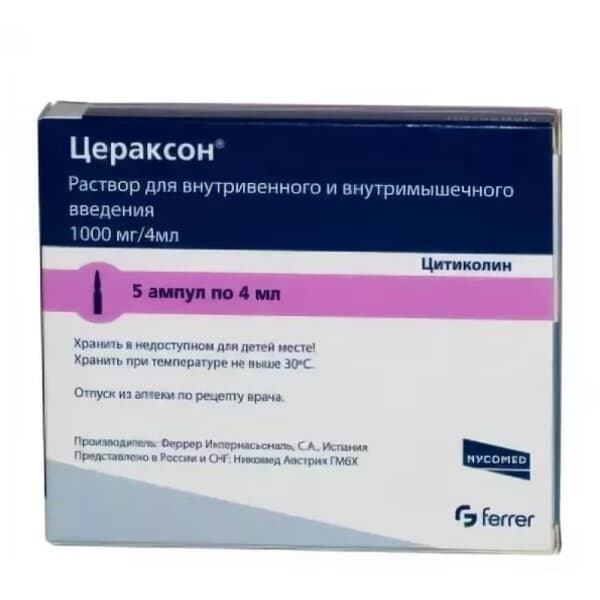 Цераксон®
Раствор для внутривенного и внутримышечного
введения
1000 мг/4мл
Цитиколин
5 ампул по 4 мл
Хранить в недоступном для детей месте!
Хранить при температуре не выше 30°C.
Отпуск из аптеки по рецепту врача.
Производитель: Феррер Интернасьональ, С.А., Испания
Представлено в России и СНГ: Никомед Австрия ГМБХ
NYCOMED
ferrer